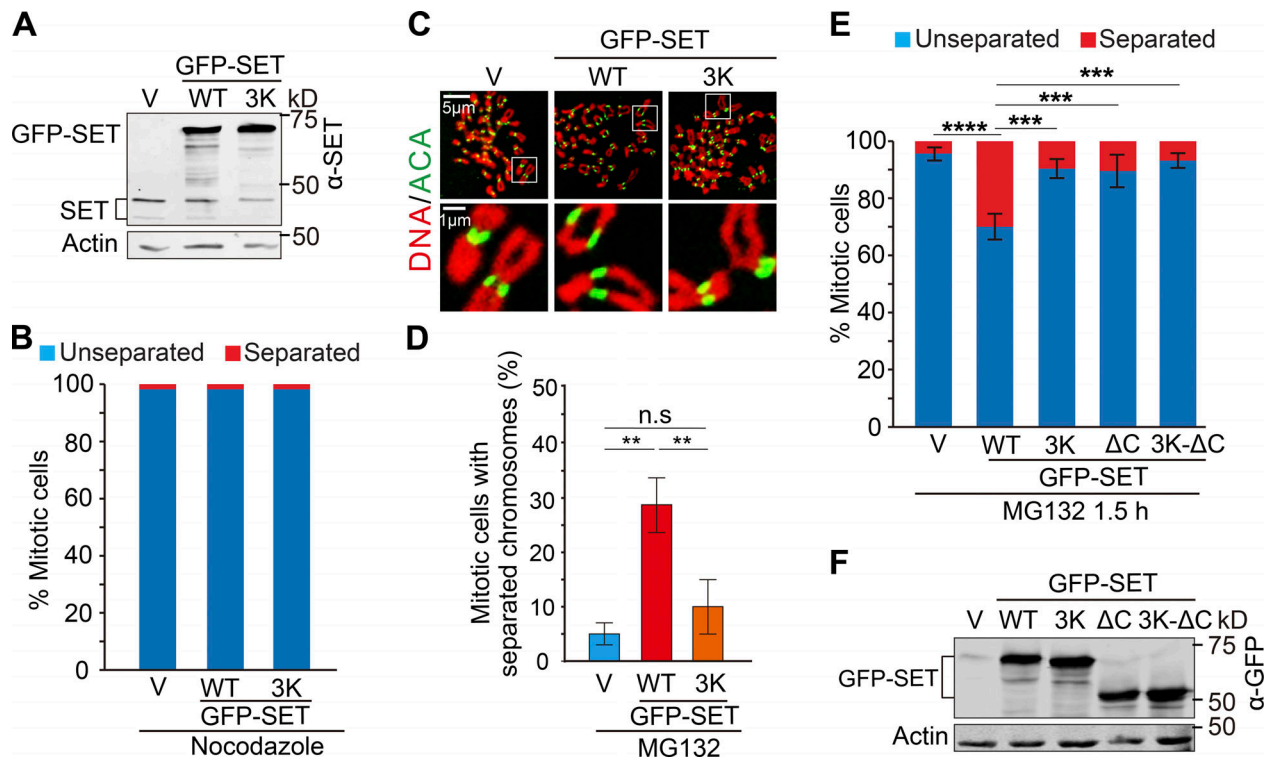 A
GFP-SET
V WT 3K kD
GFP-SET
75
50
SET
α-SET
Actin
50
B
Unseparated Separated
% Mitotic cells
100
80
60
40
20
0
V WT 3K
GFP-SET
Nocodazole
C
GFP-SET
V WT 3K
5µm
1µm
DNA/ACA
D
Mitotic cells with
separated chromosomes (%)
50
40
30
20
10
0
n.s
** **
V WT 3K
GFP-SET
MG132
E
Unseparated Separated
***
***
**** ***
% Mitotic cells
100
80
60
40
20
0
V WT 3K ΔC 3K-ΔC
GFP-SET
MG132 1.5 h
F
GFP-SET
V WT 3K ΔC 3K-ΔC kD
GFP-SET
75
50
α-GFP
Actin
50